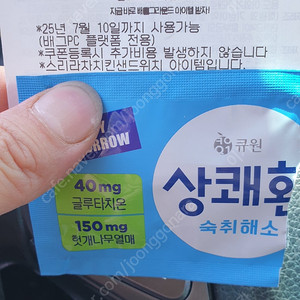 지금 바로 배틀그라운드 아이템 받자!
*25년 7월 10일까지 사용가능
(배그PC 플랫폼 전용)
*쿠폰등록시 추가비용 발생하지 않습니다
*스리라차치킨샌드위치 아이템입니다.
큐원
상쾌환
숙취해소
40mg
글루타치온
150mg
헛개나무열매